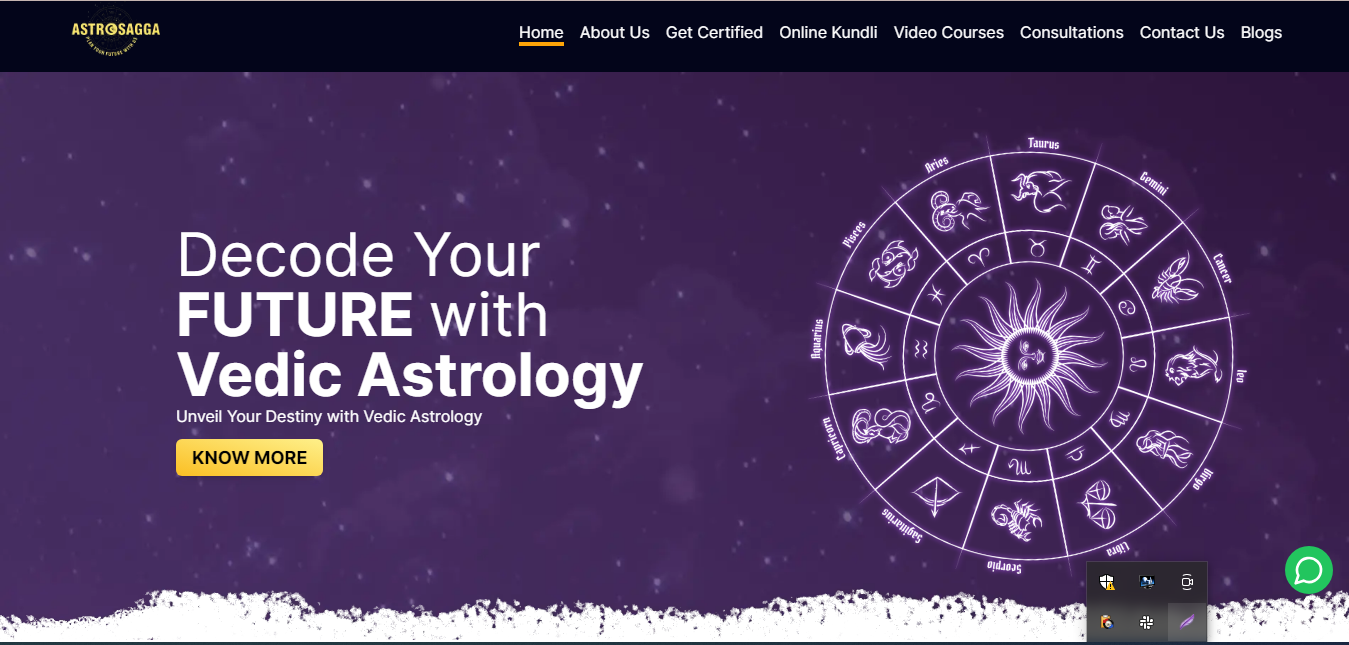 ASTROSAGGA
PLAN YOUR FUTURE WITH US
Home About Us Get Certified Online Kundli Video Courses Consultations Contact Us Blogs
Decode Your
FUTURE with
Vedic Astrology
Unveil Your Destiny with Vedic Astrology
KNOW MORE
Taurus
Gemini
Cancer
Leo
Virgo
Libra
Scorpio
Sagittarius
Capricorn
Aquarius
Pisces
Aries